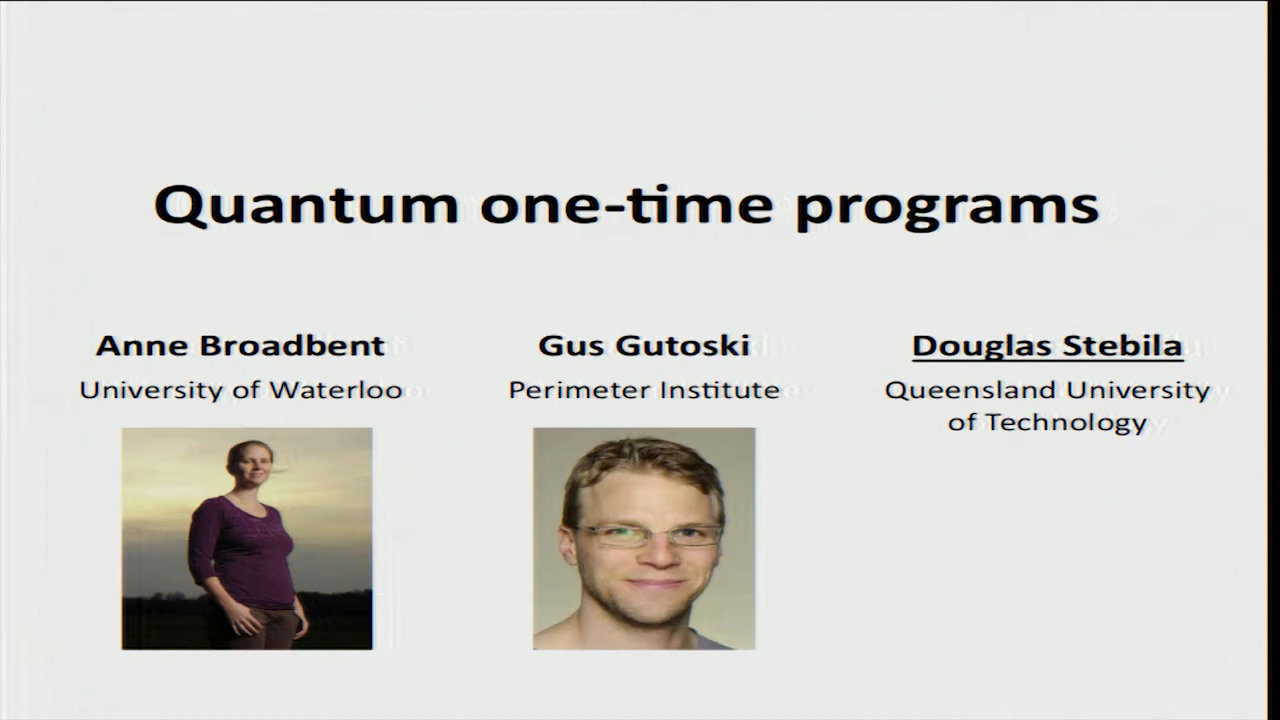 Quantum one-time programs
Anne Broadbent
University of Waterloo
Gus Gutoski
Perimeter Institute
Douglas Stebila
Queensland University
of Technology